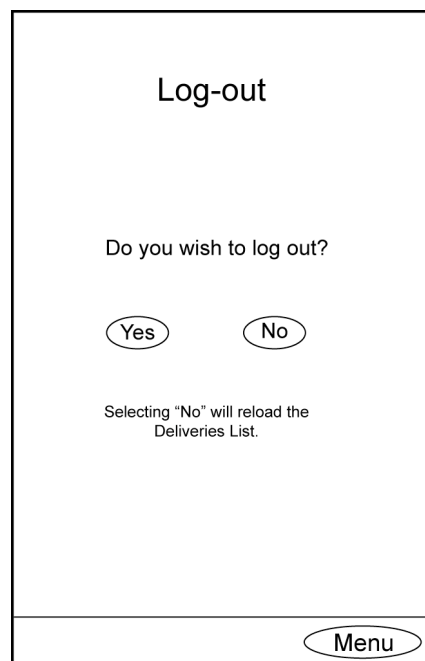 Log-out
Do you wish to log out?
Yes No
Selecting “No” will reload the
Deliveries List.
Menu